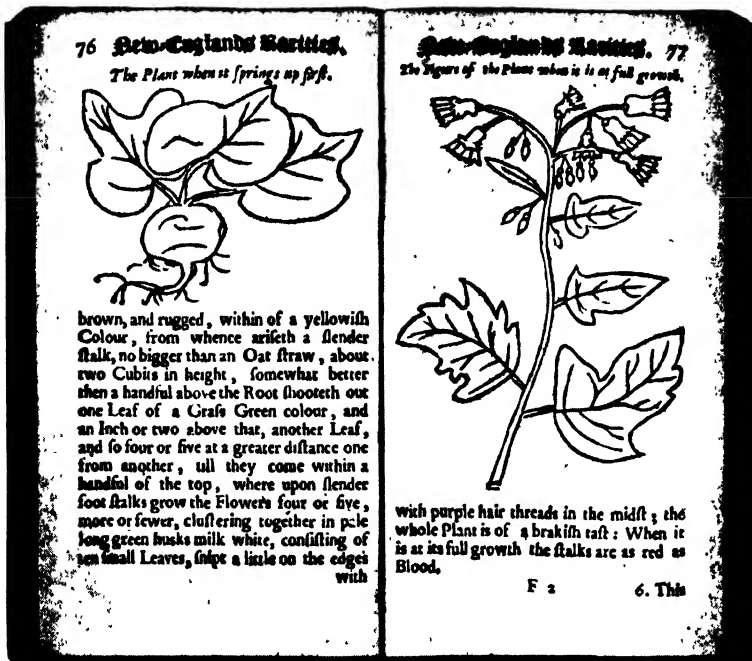 76 New-Englands Rarities.
The Plant when it ſprings up firſt.
brown, and rugged, within of a yellowiſh
Colour, from whence ariſeth a ſlender
ſtalk, no bigger than an Oat ſtraw, about
two Cubits in height, ſomewhat better
then a handful above the Root ſhooteth out
one Leaf of a Graſs Green colour, and
an Inch or two above that, another Leaf,
and ſo four or five at a greater diſtance one
from another, till they come within a
handful of the top, where upon ſlender
foot ſtalks grow the Flowers four or five,
more or fewer, cluſtering together in pale
long green husks milk white, conſiſting of
ten ſmall Leaves, ſnipt a little on the edges
with
New-Englands Rarities. 77
The Figure of the Plant when it is at full growth.
with purple hair threads in the midſt; the
whole Plant is of a brakiſh taſt: When it
is at its full growth the ſtalks are as red as
Blood.
F 2 6. This